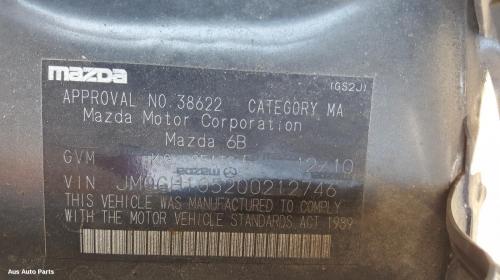 mazda
(GS2J)
APPROVAL NO. 38622 CATEGORY MA
Mazda Motor Corporation
Mazda 6B
GVM 12/10
VIN JM0GH105200212746
THIS VEHICLE WAS MANUFACTURED TO COMPLY
WITH THE MOTOR VEHICLE STANDARDS ACT 1989
Aus Auto Parts